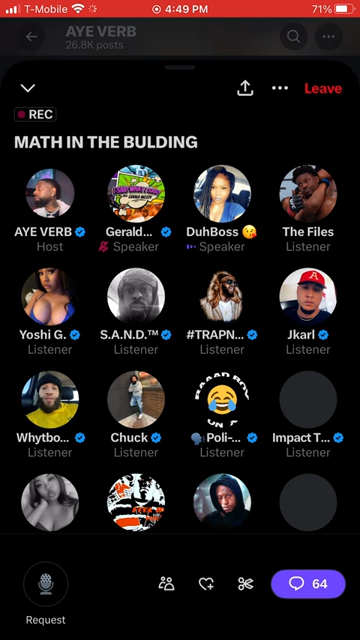 T-Mobile 4:49 PM 71%
AYE VERB
26.8K posts
Leave
REC
MATH IN THE BULDING
AYE VERB
Host
Gerald...
Speaker
DuhBoss 😘
Speaker
The Files
Listener
Yoshi G.
Listener
S.A.N.D.™
Listener
#TRAPN...
Listener
Jkarl
Listener
Whytbo...
Listener
Chuck
Listener
🗣Poli-...
Listener
Impact T...
Listener
64
Request